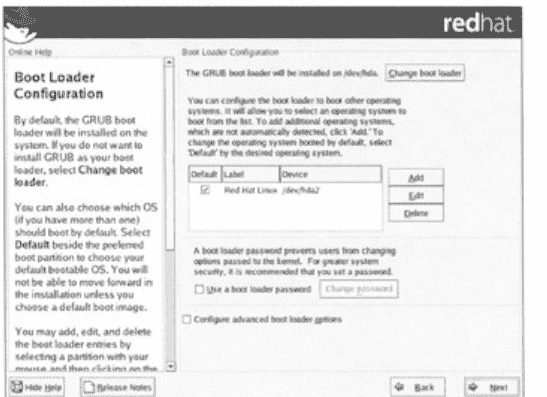 redhat
Online Help
Boot Loader
Configuration
By default, the GRUB boot
loader will be installed on the
system. If you do not want to
install GRUB as your boot
loader, select Change boot
loader.
You can also choose which OS
(if you have more than one)
should boot by default. Select
Default beside the preferred
boot partition to choose your
default bootable OS. You will
not be able to move forward in
the installation unless you
choose a default boot image.
You may add, edit, and delete
the boot loader entries by
selecting a partition with your
mouse and then clicking on the
Boot Loader Configuration
The GRUB boot loader will be installed on /dev/hda. Change boot loader
You can configure the boot loader to boot other operating
systems. It will allow you to select an operating system to
boot from the list. To add additional operating systems,
which are not automatically detected, click 'Add.' To
change the operating system booted by default, select
'Default' by the desired operating system.
Default Label Device
Red Hat Linux /dev/hda2
Add
Edit
Delete
A boot loader password prevents users from changing
options passed to the kernel. For greater system
security, it is recommended that you set a password.
Use a boot loader password Change password
Configure advanced boot loader options
Hide Help Release Notes Back Next